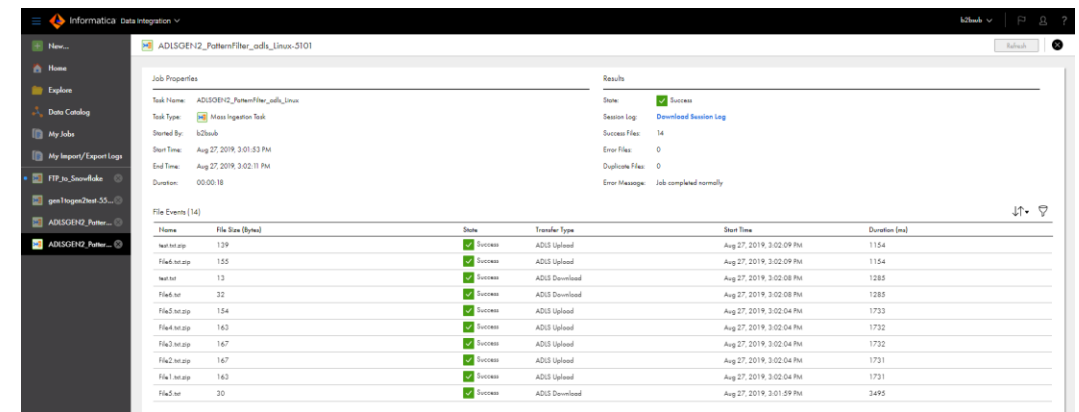 Informatica Data Integration
b2bsub
?
New...
Home
Explore
Data Catalog
My Jobs
My Import/Export Logs
FTP_to_Snowflake
gen1togen2test-55...
ADLSGEN2_Patter...
ADLSGEN2_Patter...
ADLSGEN2_PatternFilter_adls_Linux-5101
Refresh
Job Properties
Task Name: ADLSGEN2_PatternFilter_adls_Linux
Task Type: Mass Ingestion Task
Started By: b2bsub
Start Time: Aug 27, 2019, 3:01:53 PM
End Time: Aug 27, 2019, 3:02:11 PM
Duration: 00:00:18
Results
State: Success
Session Log: Download Session Log
Success Files: 14
Error Files: 0
Duplicate Files: 0
Error Message: Job completed normally
File Events (14)
Name File Size (Bytes) State Transfer Type Start Time Duration (ms)
test.txt.zip 139 Success ADLS Upload Aug 27, 2019, 3:02:09 PM 1154
File6.txt.zip 155 Success ADLS Upload Aug 27, 2019, 3:02:09 PM 1154
test.txt 13 Success ADLS Download Aug 27, 2019, 3:02:08 PM 1285
File6.txt 32 Success ADLS Download Aug 27, 2019, 3:02:08 PM 1285
File5.txt.zip 154 Success ADLS Upload Aug 27, 2019, 3:02:04 PM 1733
File4.txt.zip 163 Success ADLS Upload Aug 27, 2019, 3:02:04 PM 1732
File3.txt.zip 167 Success ADLS Upload Aug 27, 2019, 3:02:04 PM 1732
File2.txt.zip 167 Success ADLS Upload Aug 27, 2019, 3:02:04 PM 1731
File1.txt.zip 163 Success ADLS Upload Aug 27, 2019, 3:02:04 PM 1731
File5.txt 30 Success ADLS Download Aug 27, 2019, 3:01:59 PM 3495